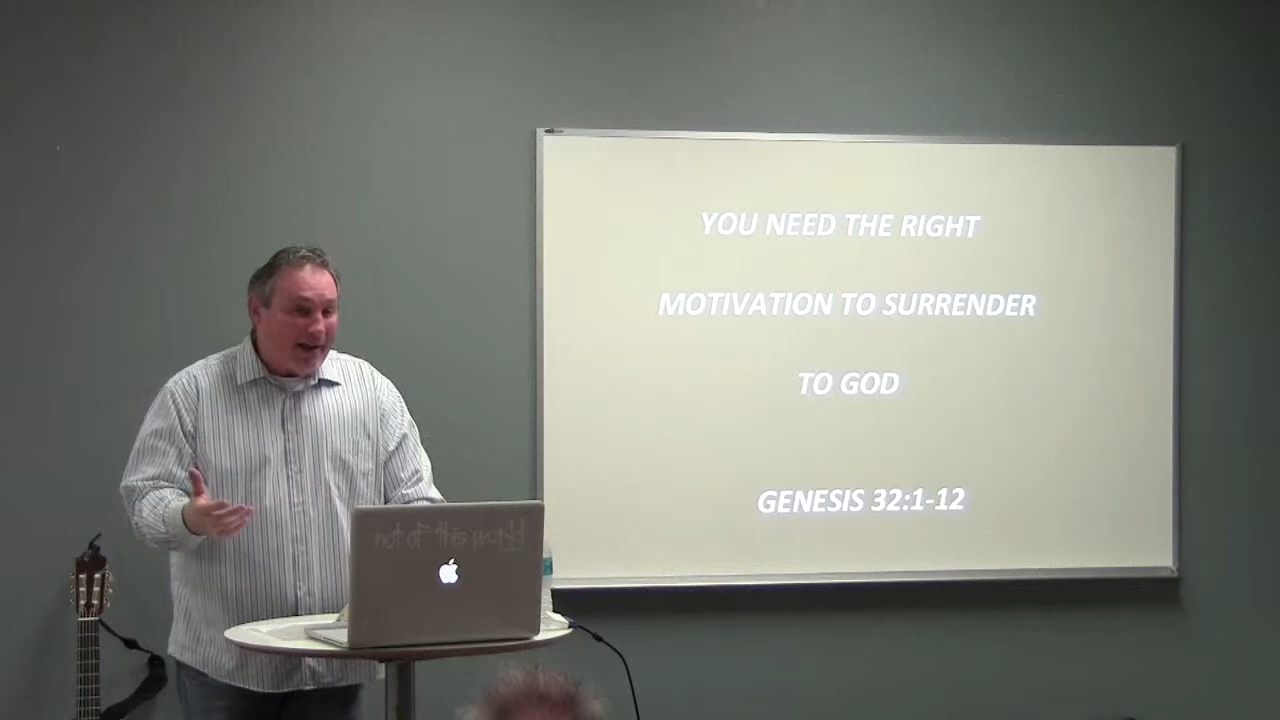 YOU NEED THE RIGHT
MOTIVATION TO SURRENDER
TO GOD
GENESIS 32:1-12
not of this world